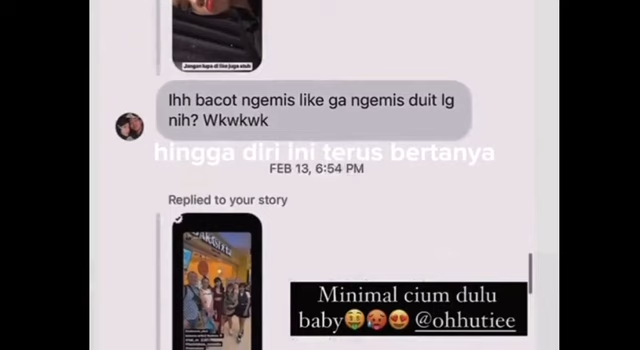 Jangan lupa di like juga otuh
Ihh bacot ngemis like ga ngemis duit lg
nih? Wkwkwk
hingga diri ini terus bertanya
FEB 13, 6:54 PM
Replied to your story
Minimal cium dulu
baby🤑🥵😍 @ohhutiee